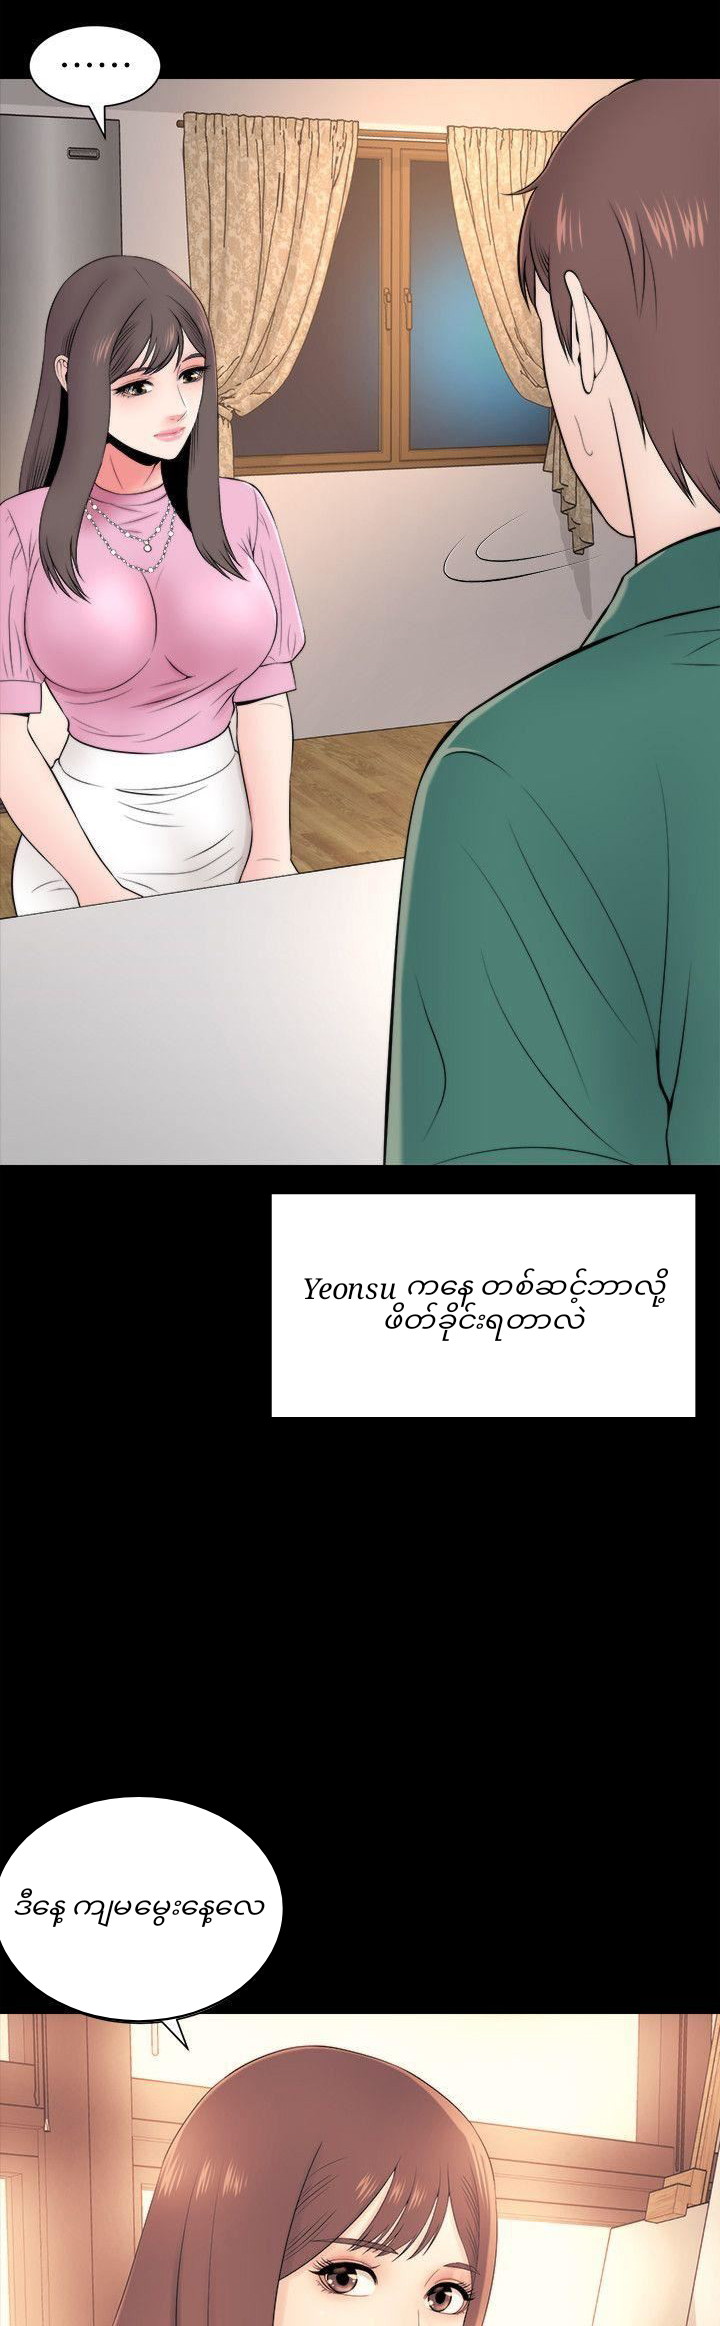 ......
Yeonsu ကနေ တစ်ဆင့်ဘာလို့
ဖိတ်ခိုင်းရတာလဲ
ဒီနေ့ ကျမမွေးနေ့လေ